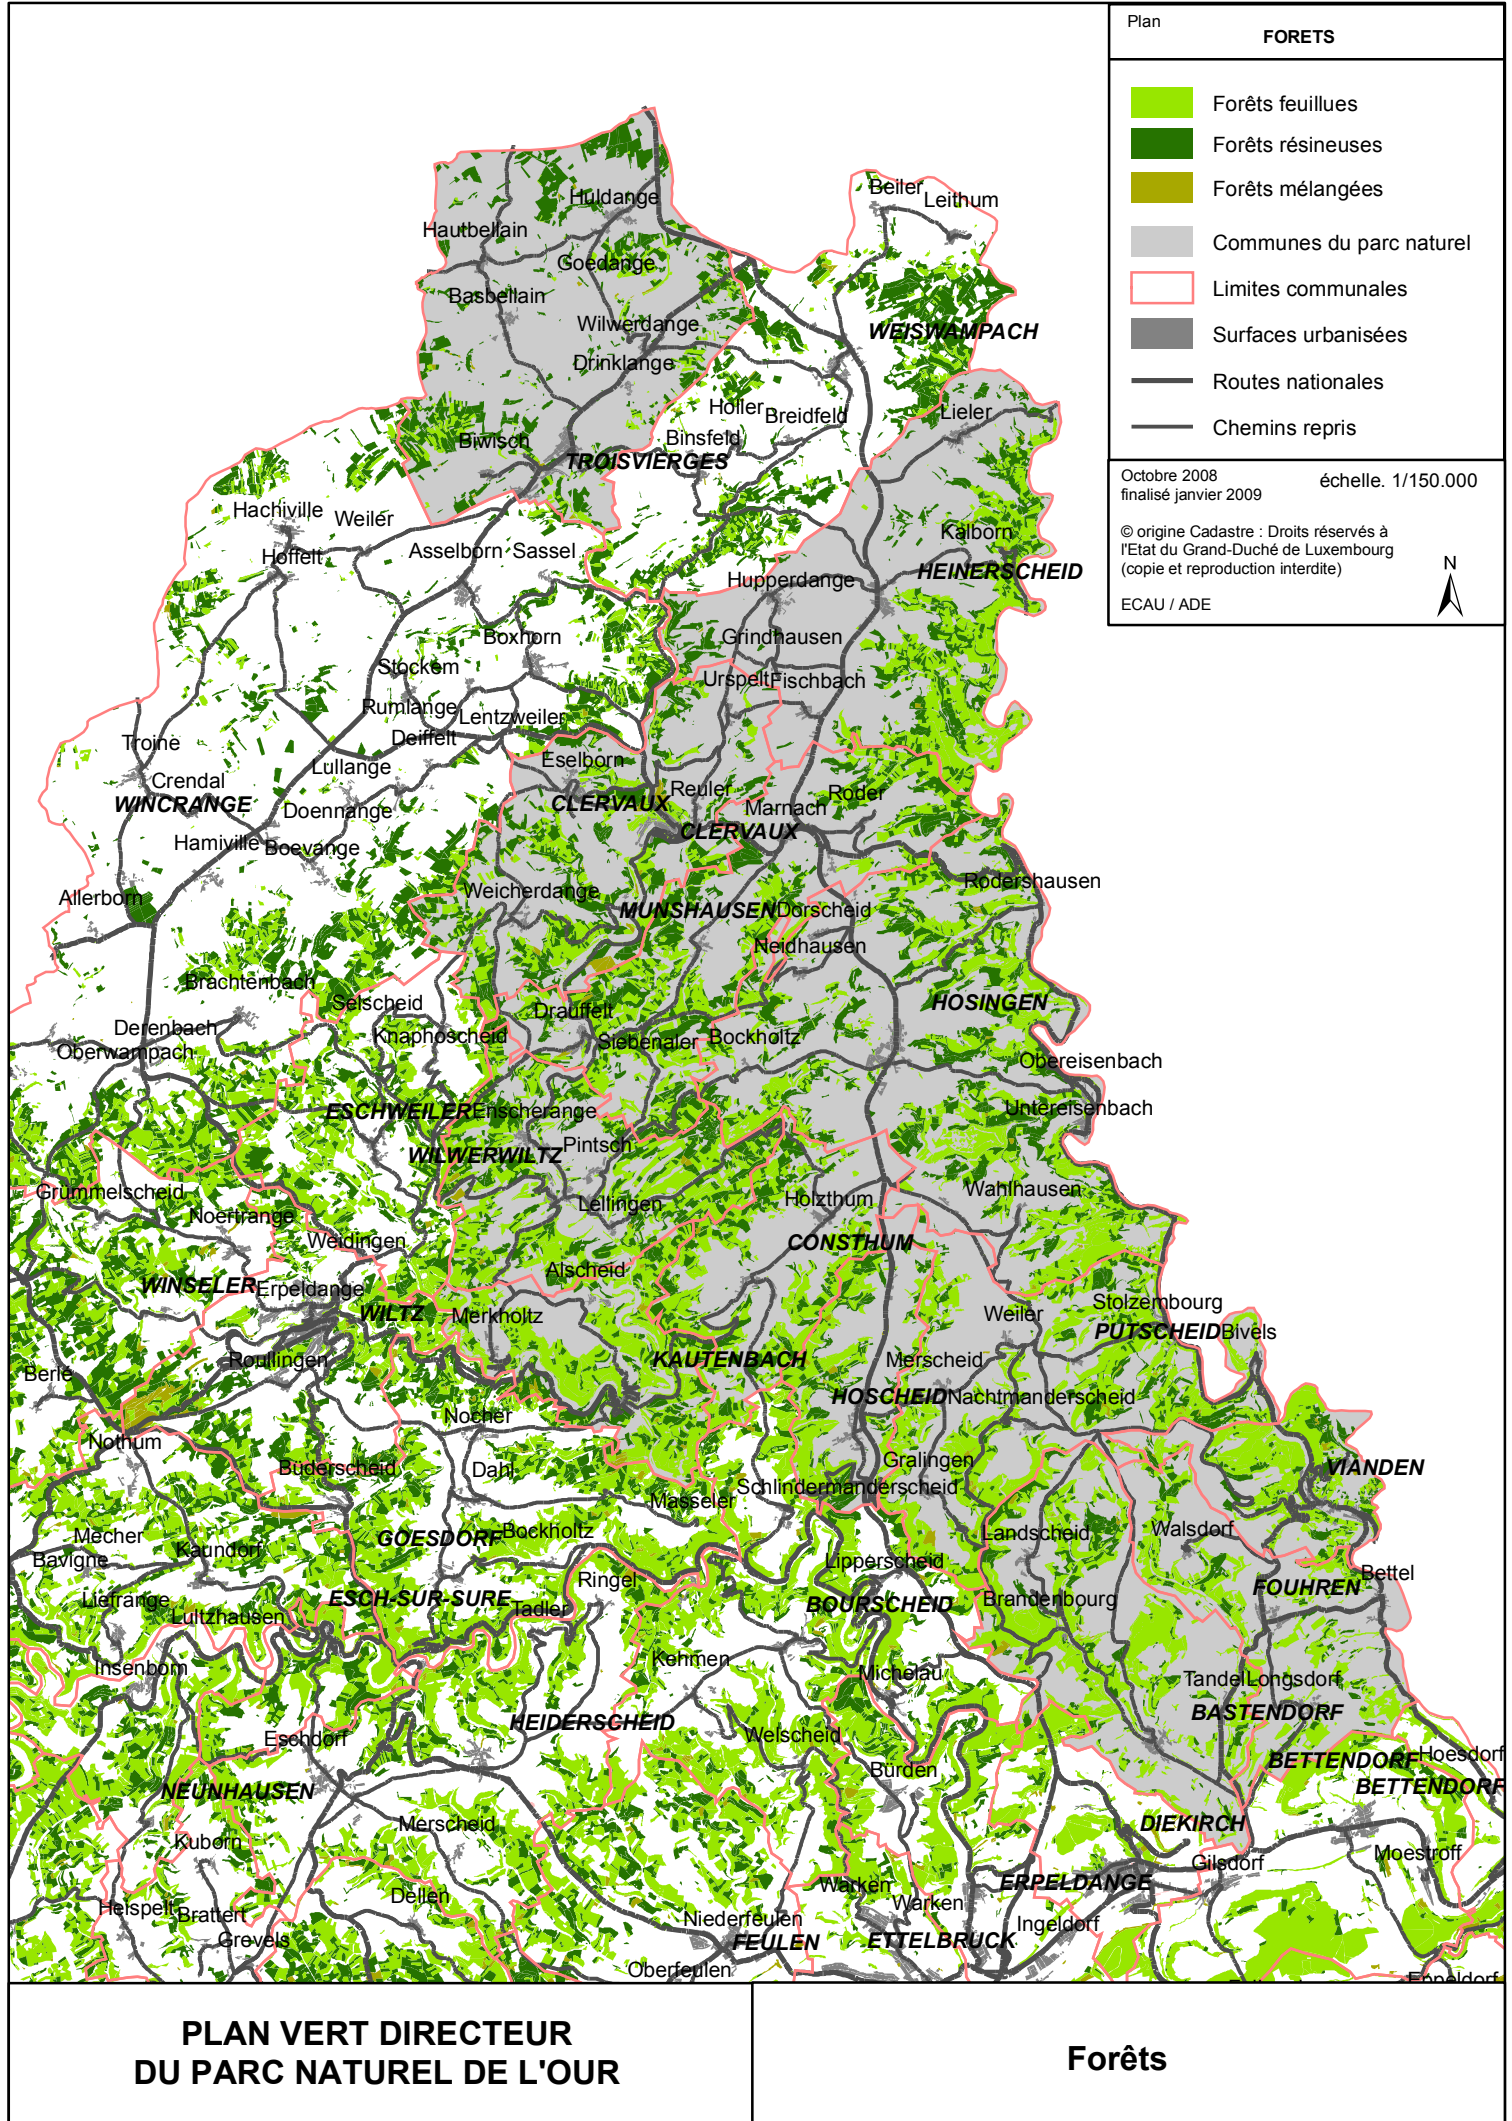 Plan
FORETS
Forêts feuillues
Forêts résineuses
Forêts mélangées
Communes du parc naturel
Limites communales
Surfaces urbanisées
Routes nationales
Chemins repris
Octobre 2008
finalisé janvier 2009
échelle. 1/150.000
© origine Cadastre : Droits réservés à
l'Etat du Grand-Duché de Luxembourg
(copie et reproduction interdite)
ECAU / ADE
N
Beiler
Leithum
Huldange
Hautbellain
Goedange
Basbellain
Wilwerdange
WEISWAMPACH
Drinklange
Holler
Breidfeld
Lieler
Binsfeld
Biwisch
TROISVIERGES
Hachiville
Weiler
Kalborn
Hoffelt
Asselborn
Sassel
HEINERSCHEID
Hupperdange
Boxhorn
Grindhausen
Stockem
Urspelt
Fischbach
Rumlange
Lentzweiler
Deiffelt
Troine
Eselborn
Lullange
Crendal
Reuler
Roder
WINCRANGE
CLERVAUX
Marnach
Doennange
CLERVAUX
Hamiville
Boevange
Rodershausen
Allerborn
Weicherdange
MUNSHAUSEN
Dorscheid
Neidhausen
Brachtenbach
Selscheid
HOSINGEN
Drauffelt
Derenbach
Knaphoscheid
Siebenaler
Bockholtz
Oberwampach
Obereisenbach
ESCHWEILER
Enscherange
Untereisenbach
WILWERWILTZ
Pintsch
Grümmelscheid
Wahlhausen
Holzthum
Noertrange
Lellingen
Weidingen
CONSTHUM
Alscheid
WINSELER
Erpeldange
WILTZ
Merkholtz
Weiler
Stolzembourg
PUTSCHEID
Bivels
Roullingen
KAUTENBACH
Merscheid
Berlé
HOSCHEID
Nachtmanderscheid
Nocher
Nothum
Büderscheid
Dahl
Gralingen
VIANDEN
Schlindermanderscheid
Masseler
Mecher
GOESDORF
Bockholtz
Landscheid
Walsdorf
Bavigne
Kaundorf
Lipperscheid
Bettel
Ringel
FOUHREN
Liefrange
ESCH-SUR-SURE
Tadler
BOURSCHEID
Brandenbourg
Lultzhausen
Insenborn
Kehmen
Michelau
Tandel
Longsdorf
BASTENDORF
HEIDERSCHEID
Welscheid
Eschdorf
BETTENDORF
Hoesdorf
Bürden
BETTENDORF
NEUNHAUSEN
Merscheid
DIEKIRCH
Kuborn
Moestroff
Gilsdorf
ERPELDANGE
Warken
Dellen
Warken
Heispelt
Brattert
Niederfeulen
Ingeldorf
Grevels
FEULEN
ETTELBRUCK
Oberfeulen
Eppeldorf
PLAN VERT DIRECTEUR
DU PARC NATUREL DE L'OUR
Forêts